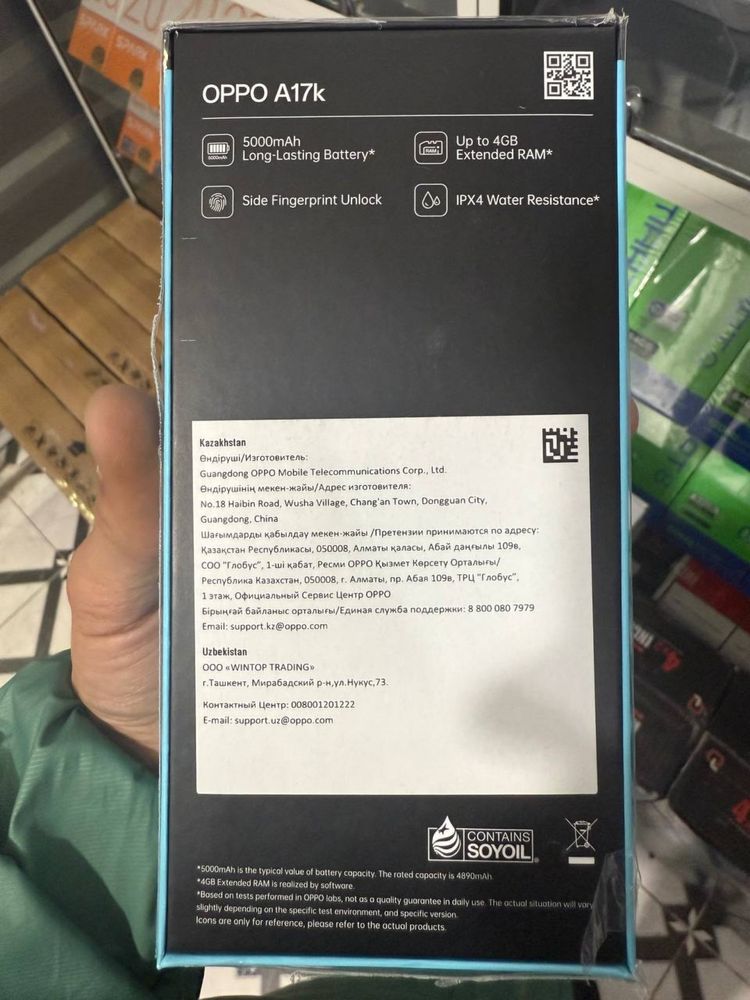 SPARK
SPARK
OPPO A17k
5000mAh
Long-Lasting Battery*
Up to 4GB
Extended RAM*
Side Fingerprint Unlock
IPX4 Water Resistance*
Kazakhstan
Өндіруші/Изготовитель:
Guangdong OPPO Mobile Telecommunications Corp., Ltd.
Өндірушінің мекен-жайы/Адрес изготовителя:
No.18 Haibin Road, Wusha Village, Chang'an Town, Dongguan City,
Guangdong, China
Шағымдарды қабылдау мекен-жайы /Претензии принимаются по адресу:
Қазақстан Республикасы, 050008, Алматы қаласы, Абай даңғылы 109в,
СОО "Глобус", 1-ші қабат, Ресми OPPO Қызмет Көрсету Орталығы/
Республика Казахстан, 050008, г. Алматы, пр. Абая 109в, ТРЦ "Глобус",
1 этаж, Официальный Сервис Центр OPPO
Бірыңғай байланыс орталығы/Единая служба поддержки: 8 800 080 7979
Email: support.kz@oppo.com
Uzbekistan
ООО «WINTOP TRADING»
г.Ташкент, Мирабадский р-н,ул.Нукус,73.
Контактный Центр: 008001201222
E-mail: support.uz@oppo.com
CONTAINS
SOYOIL
*5000mAh is the typical value of battery capacity. The rated capacity is 4890mAh.
*4GB Extended RAM is realized by software.
*Based on tests performed in OPPO labs, not as a quality guarantee in daily use. The actual situation will vary
slightly depending on the specific test environment, and specific version.
Icons are only for reference, please refer to the actual products.